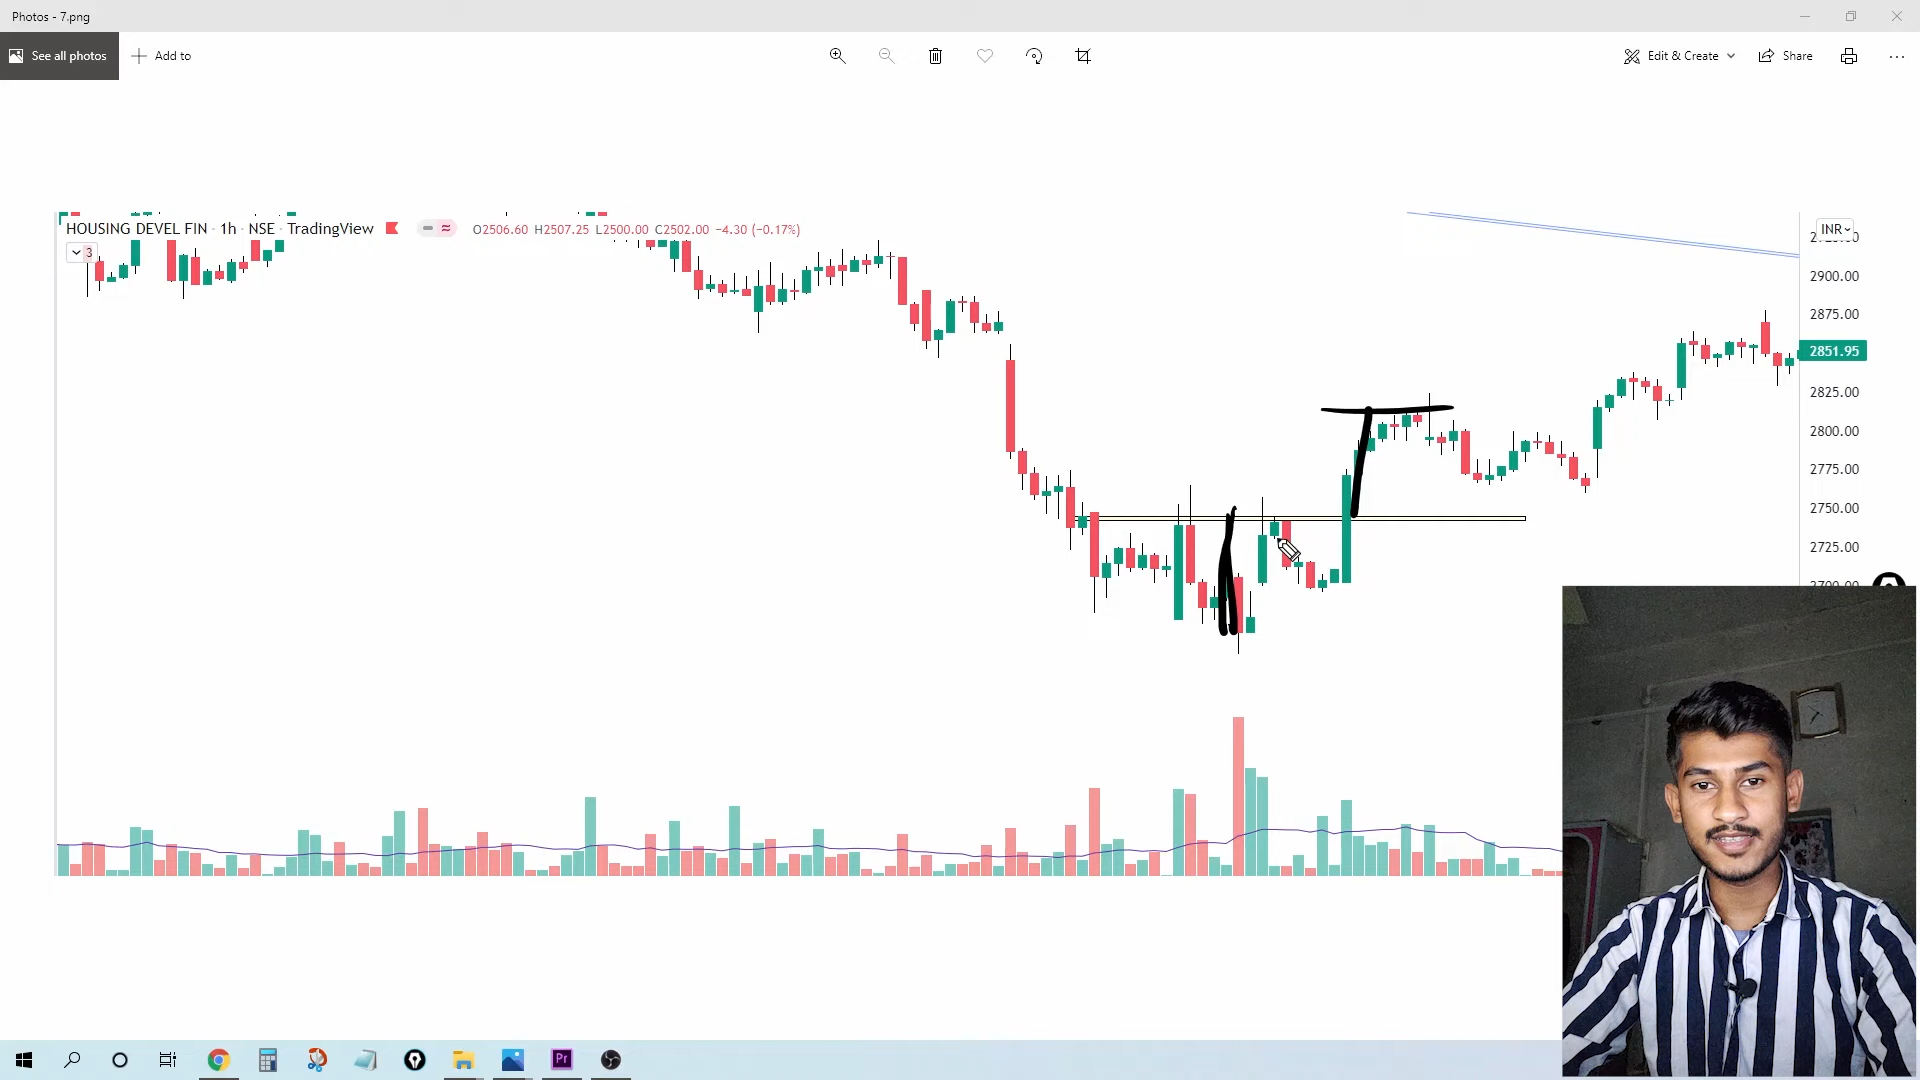 Photos - 7.png
See all photos
Add to
Edit & Create
Share
HOUSING DEVEL FIN · 1h · NSE · TradingView
O2506.60 H2507.25 L2500.00 C2502.00 −4.30 (−0.17%)
3
INR
2900.00
2875.00
2851.95
2825.00
2800.00
2775.00
2750.00
2725.00
Pr